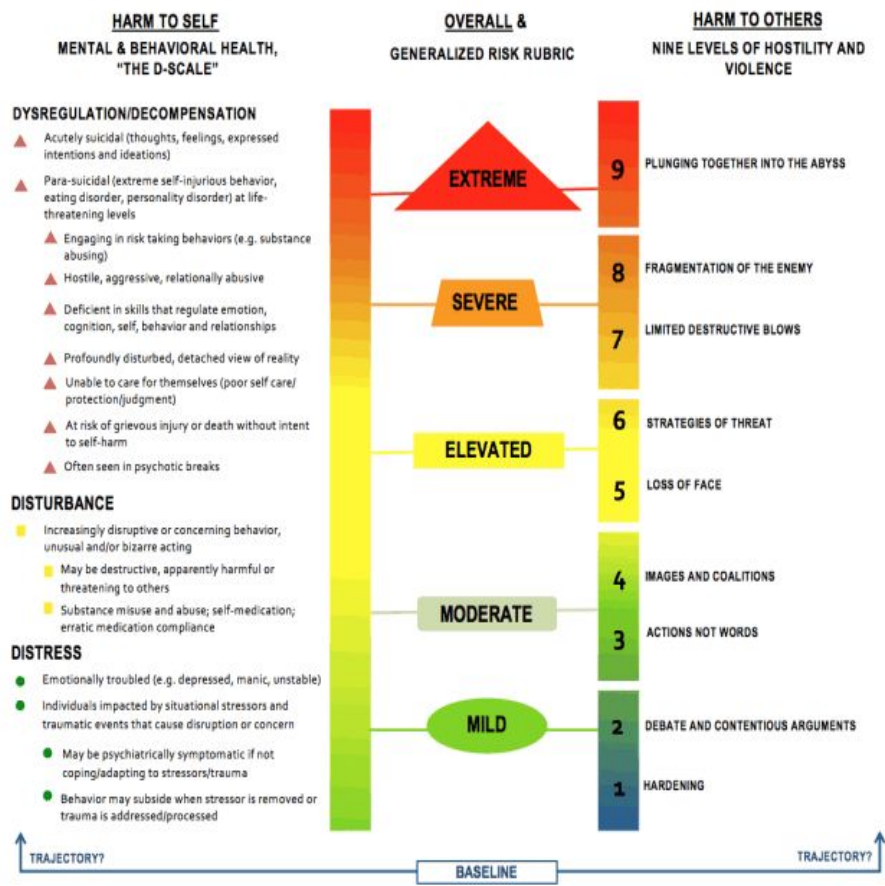 HARM TO SELF
MENTAL & BEHAVIORAL HEALTH,
"THE D-SCALE"
DYSREGULATION/DECOMPENSATION
Acutely suicidal (thoughts, feelings, expressed
intentions and ideations)
Para-suicidal (extreme self-injurious behavior,
eating disorder, personality disorder) at life-
threatening levels
Engaging in risk taking behaviors (e.g. substance
abusing)
Hostile, aggressive, relationally abusive
Deficient in skills that regulate emotion,
cognition, self, behavior and relationships
Profoundly disturbed, detached view of reality
Unable to care for themselves (poor self care/
protection/judgment)
At risk of grievous injury or death without intent
to self-harm
Often seen in psychotic breaks
DISTURBANCE
Increasingly disruptive or concerning behavior,
unusual and/or bizarre acting
May be destructive, apparently harmful or
threatening to others
Substance misuse and abuse; self-medication;
erratic medication compliance
DISTRESS
Emotionally troubled (e.g. depressed, manic, unstable)
Individuals impacted by situational stressors and
traumatic events that cause disruption or concern
May be psychiatrically symptomatic if not
coping/adapting to stressors/trauma
Behavior may subside when stressor is removed or
trauma is addressed/processed
OVERALL &
GENERALIZED RISK RUBRIC
EXTREME
SEVERE
ELEVATED
MODERATE
MILD
HARM TO OTHERS
NINE LEVELS OF HOSTILITY AND
VIOLENCE
9 PLUNGING TOGETHER INTO THE ABYSS
8 FRAGMENTATION OF THE ENEMY
7 LIMITED DESTRUCTIVE BLOWS
6 STRATEGIES OF THREAT
5 LOSS OF FACE
4 IMAGES AND COALITIONS
3 ACTIONS NOT WORDS
2 DEBATE AND CONTENTIOUS ARGUMENTS
1 HARDENING
TRAJECTORY?
BASELINE
TRAJECTORY?